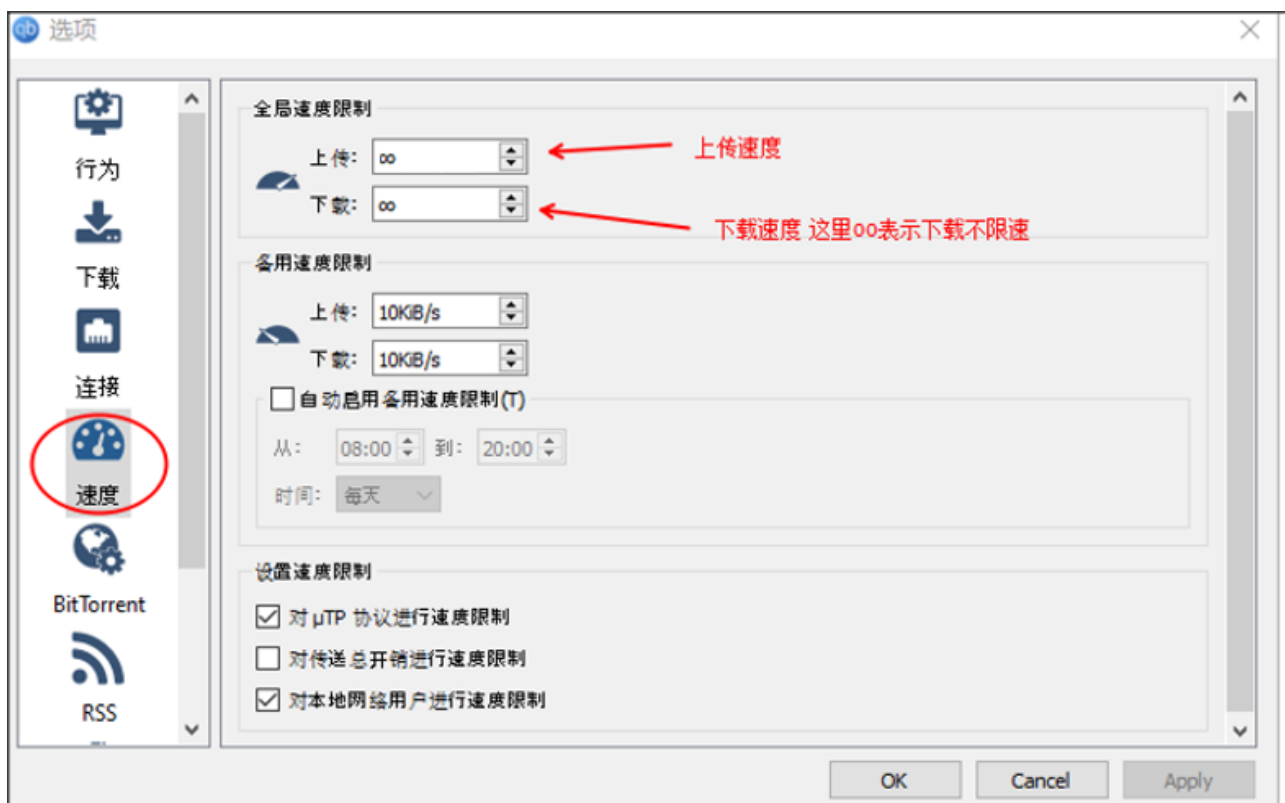 qb 选项
行为
下载
连接
速度
BitTorrent
RSS
全局速度限制
上传: ∞
上传速度
下载: ∞
下载速度 这里oo表示下载不限速
备用速度限制
上传: 10KiB/s
下载: 10KiB/s
自动启用备用速度限制(T)
从: 08:00 到: 20:00
时间: 每天
设置速度限制
对 μTP 协议进行速度限制
对传送总开销进行速度限制
对本地网络用户进行速度限制
OK Cancel Apply